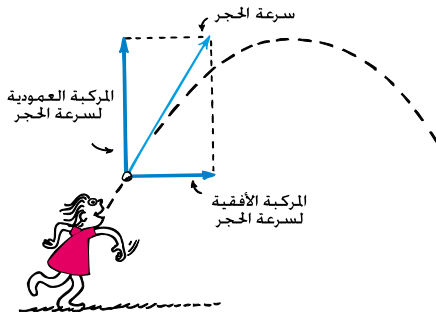 سرعة الحجر
المركبة العمودية
لسرعة الحجر
المركبة الأفقية
لسرعة الحجر